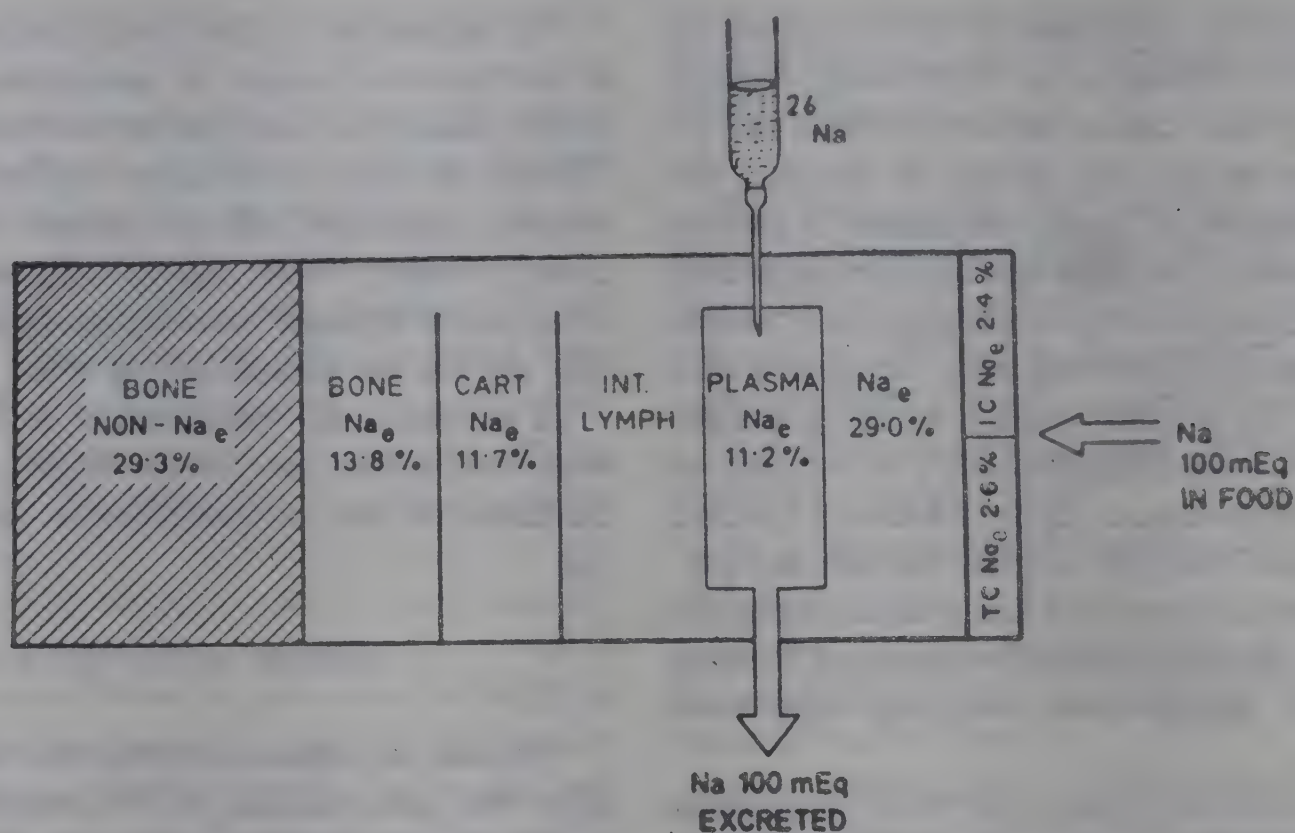 26
Na
BONE
NON - Na e
29·3%
BONE
Na e
13·8 %
CART
Na e
11·7%
INT.
LYMPH
PLASMA
Na e
11·2%
Na e
29·0%
IC Na e 2·4 %
TC Na e 2·6 %
Na
100 mEq
IN FOOD
Na 100 mEq
EXCRETED